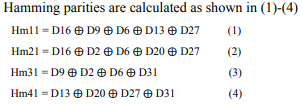 Hamming parities are calculated as shown in (1)-(4)
Hm11 = D16 ⊕ D9 ⊕ D6 ⊕ D13 ⊕ D27 (1)
Hm21 = D16 ⊕ D2 ⊕ D6 ⊕ D20 ⊕ D27 (2)
Hm31 = D9 ⊕ D2 ⊕ D6 ⊕ D31 (3)
Hm41 = D13 ⊕ D20 ⊕ D27 ⊕ D31 (4)